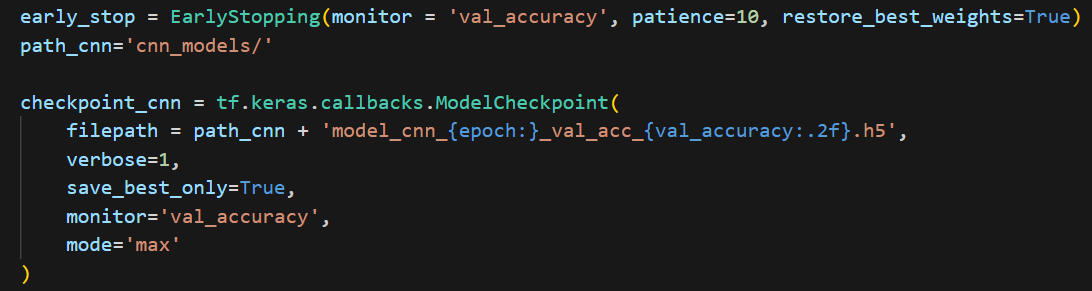 early_stop = EarlyStopping(monitor = 'val_accuracy', patience=10, restore_best_weights=True)
path_cnn='cnn_models/'

checkpoint_cnn = tf.keras.callbacks.ModelCheckpoint(
    filepath = path_cnn + 'model_cnn_{epoch:}_val_acc_{val_accuracy:.2f}.h5',
    verbose=1,
    save_best_only=True,
    monitor='val_accuracy',
    mode='max'
)